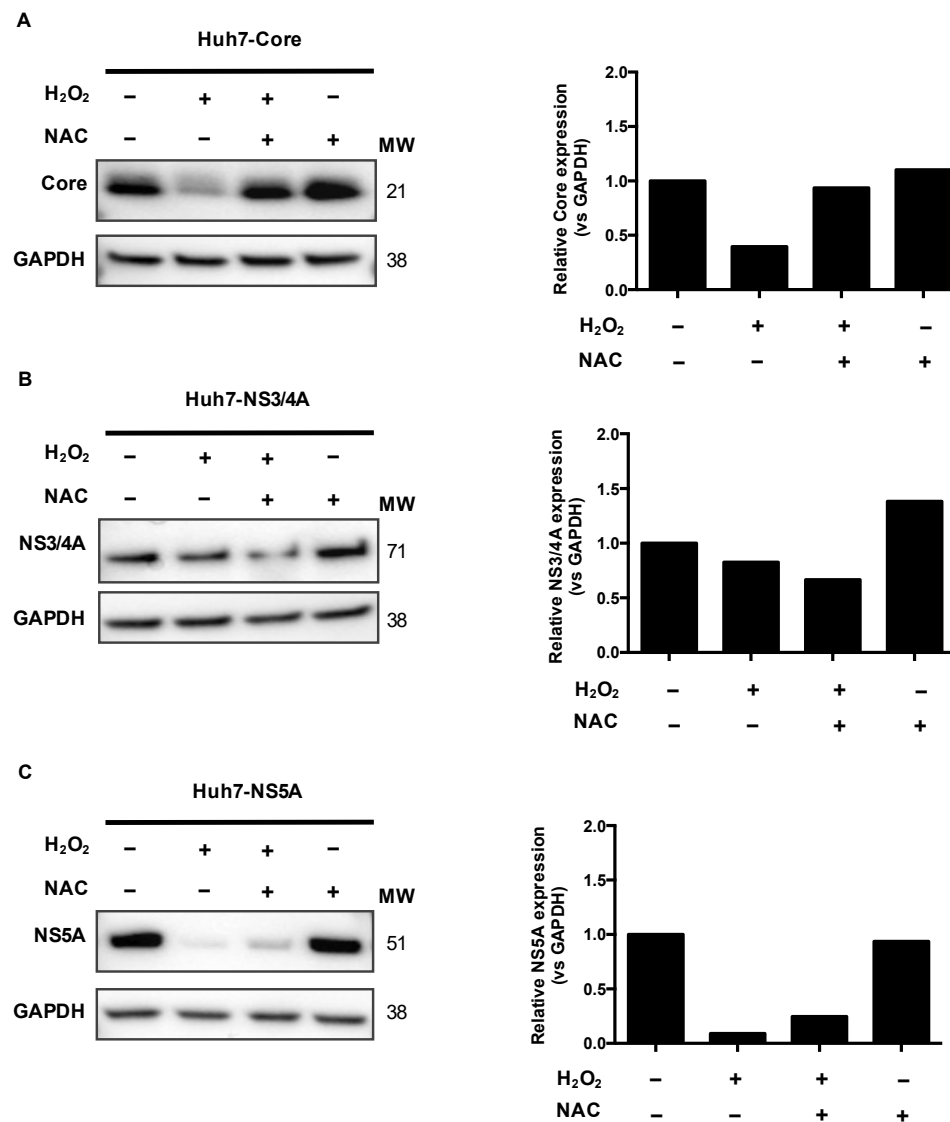 A
Huh7-Core
H₂O₂ – + + –
NAC – – + + MW
Core 21
GAPDH 38
Relative Core expression
(vs GAPDH)
2.0
1.5
1.0
0.5
0.0
H₂O₂ – + + –
NAC – – + +
B
Huh7-NS3/4A
H₂O₂ – + + –
NAC – – + + MW
NS3/4A 71
GAPDH 38
Relative NS3/4A expression
(vs GAPDH)
2.0
1.5
1.0
0.5
0.0
H₂O₂ – + + –
NAC – – + +
C
Huh7-NS5A
H₂O₂ – + + –
NAC – – + + MW
NS5A 51
GAPDH 38
Relative NS5A expression
(vs GAPDH)
2.0
1.5
1.0
0.5
0.0
H₂O₂ – + + –
NAC – – + +